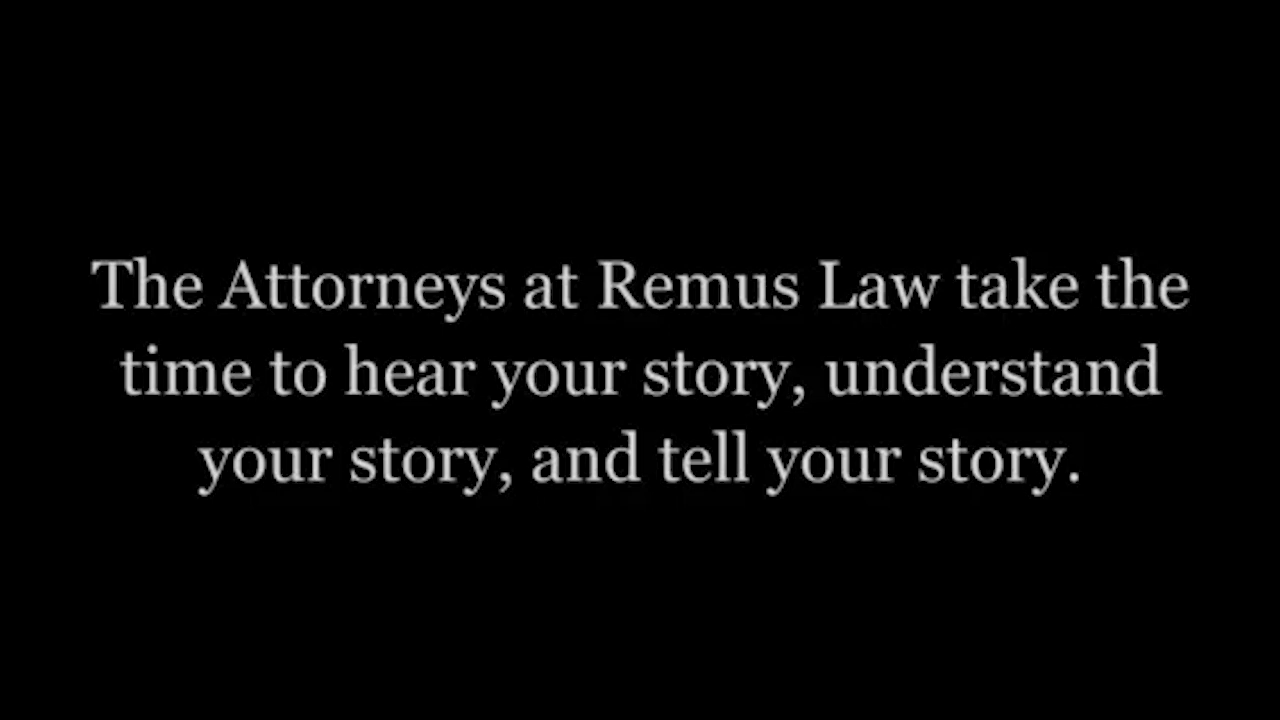 The Attorneys at Remus Law take the
time to hear your story, understand
your story, and tell your story.